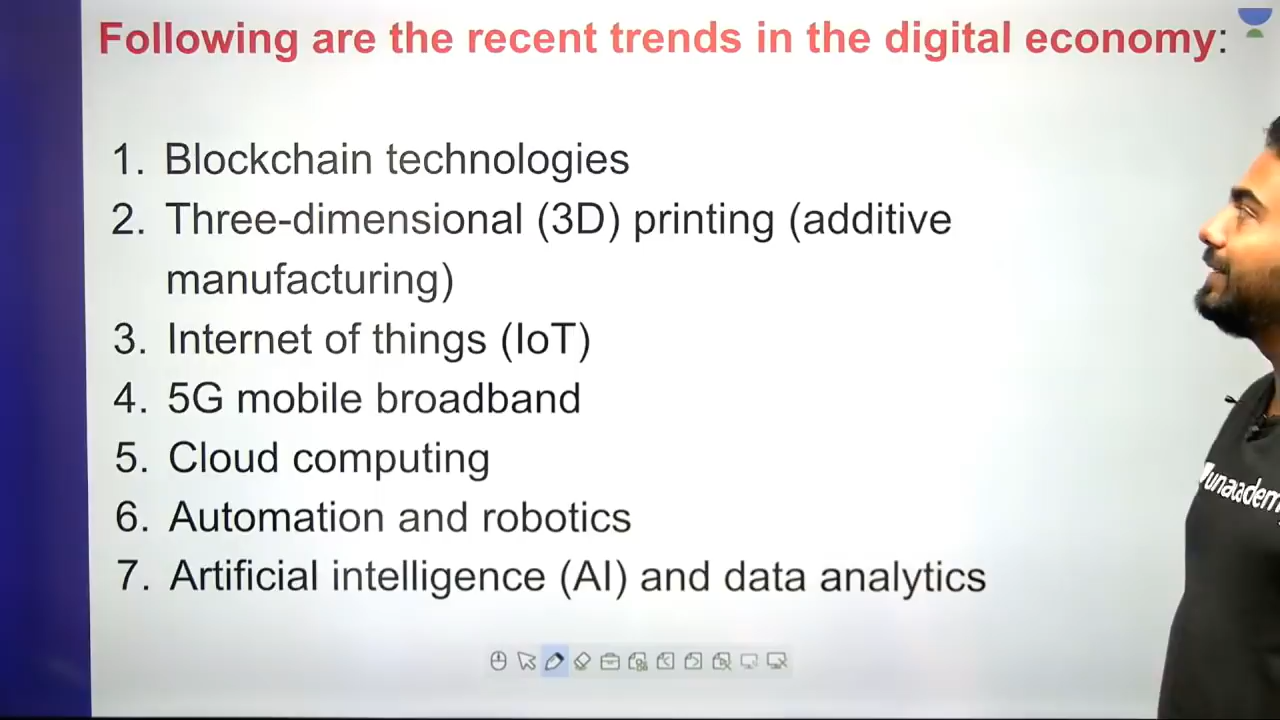 Following are the recent trends in the digital economy:
1. Blockchain technologies
2. Three-dimensional (3D) printing (additive
manufacturing)
3. Internet of things (IoT)
4. 5G mobile broadband
5. Cloud computing
6. Automation and robotics
7. Artificial intelligence (AI) and data analytics
unacadem